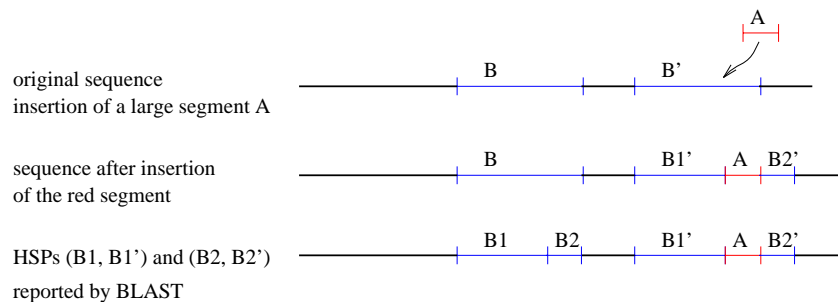 A
B B'
original sequence
insertion of a large segment A
B B1' A B2'
sequence after insertion
of the red segment
B1 B2 B1' A B2'
HSPs (B1, B1') and (B2, B2')
reported by BLAST